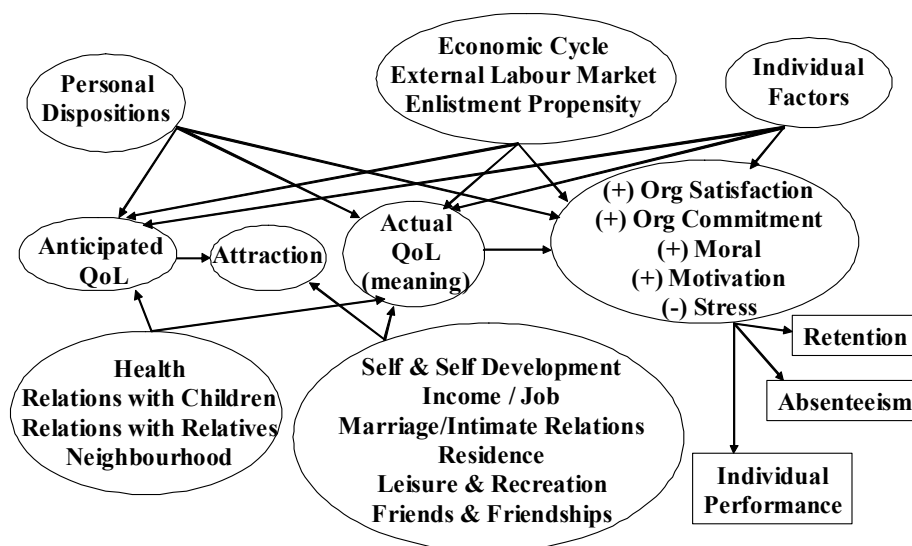 Personal
Dispositions
Economic Cycle
External Labour Market
Enlistment Propensity
Individual
Factors
Anticipated
QoL
Attraction
Actual
QoL
(meaning)
(+) Org Satisfaction
(+) Org Commitment
(+) Moral
(+) Motivation
(-) Stress
Health
Relations with Children
Relations with Relatives
Neighbourhood
Self & Self Development
Income / Job
Marriage/Intimate Relations
Residence
Leisure & Recreation
Friends & Friendships
Retention
Absenteeism
Individual
Performance